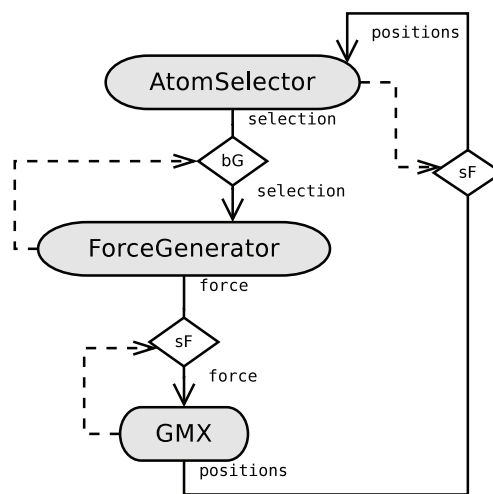 positions
AtomSelector
selection
bG
sF
selection
ForceGenerator
force
sF
force
GMX
positions